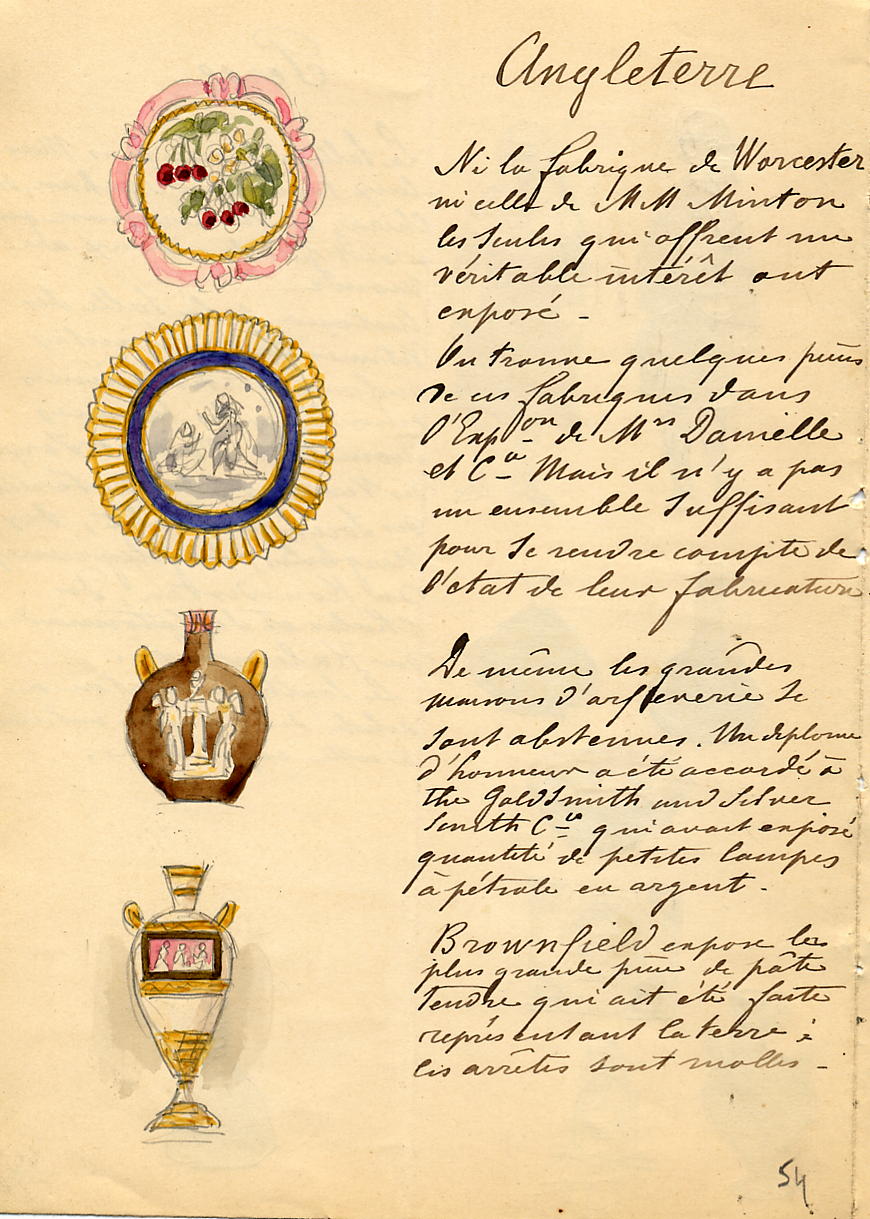 Angleterre
Ni la fabrique de Worcester
ni celle de MM Minton
les seules qui offrent un
véritable intérêt ont
exposé -
On trouve quelques pièces
de ces fabriques dans
l'Expon de Mrs Danielle
et Cie Mais il n'y a pas
un ensemble suffisant
pour se rendre compte de
l'état de leur fabrication
De même les grandes
maisons d'orfèverie se
sont abstenues. Un diplome
d'honneur a été accordé à
the GoldSmith and Silver
Smith Cie qui avait exposé
quantité de petites lampes
à pétrole en argent -
Brownfield expose les
plus grande pièce de pâte
tendre qui ait été faite
représentant la terre ;
les arrêtes sont molles -
54